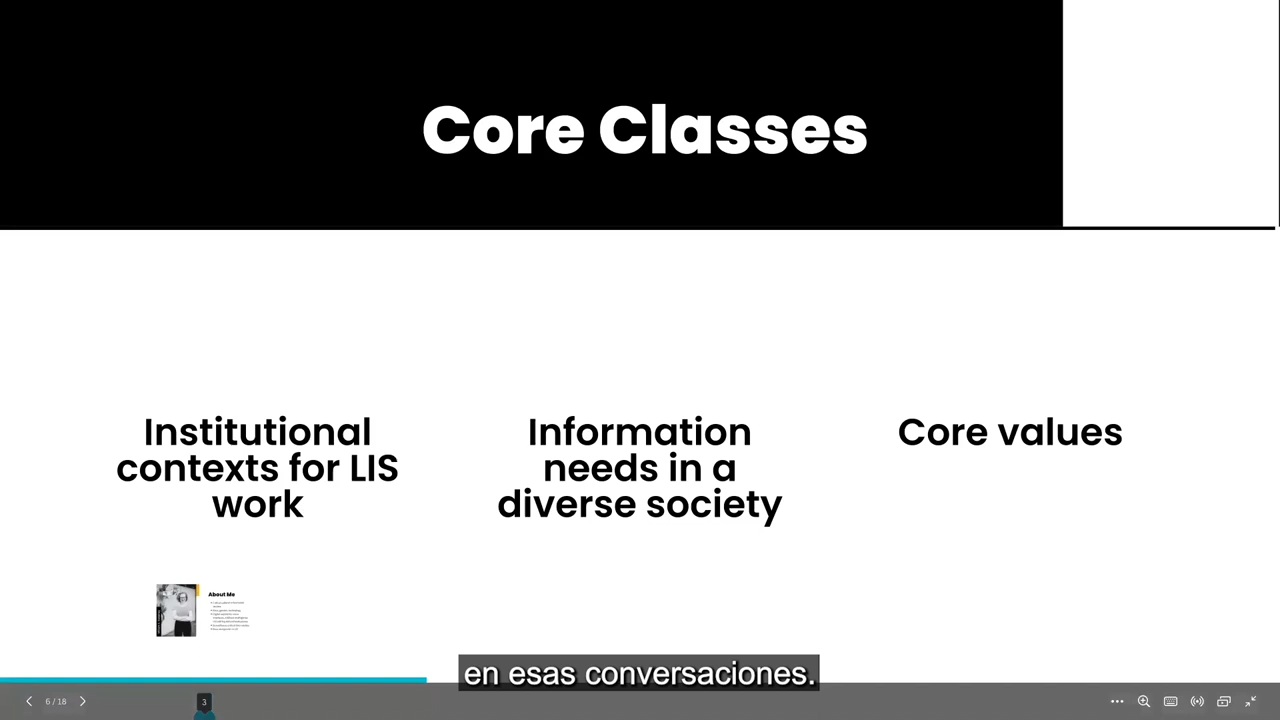 Core Classes
Institutional
contexts for LIS
work
Information
needs in a
diverse society
Core values
About Me
en esas conversaciones.
6 / 18
3